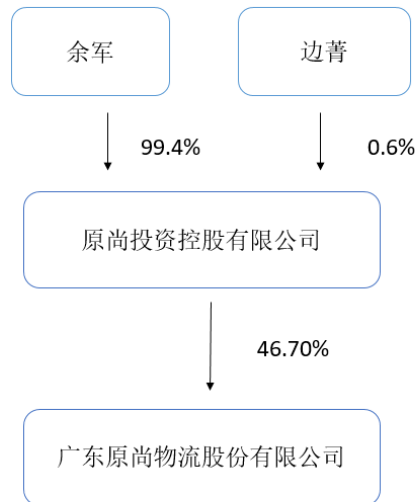 余军
边菁
99.4%
0.6%
原尚投资控股有限公司
46.70%
广东原尚物流股份有限公司